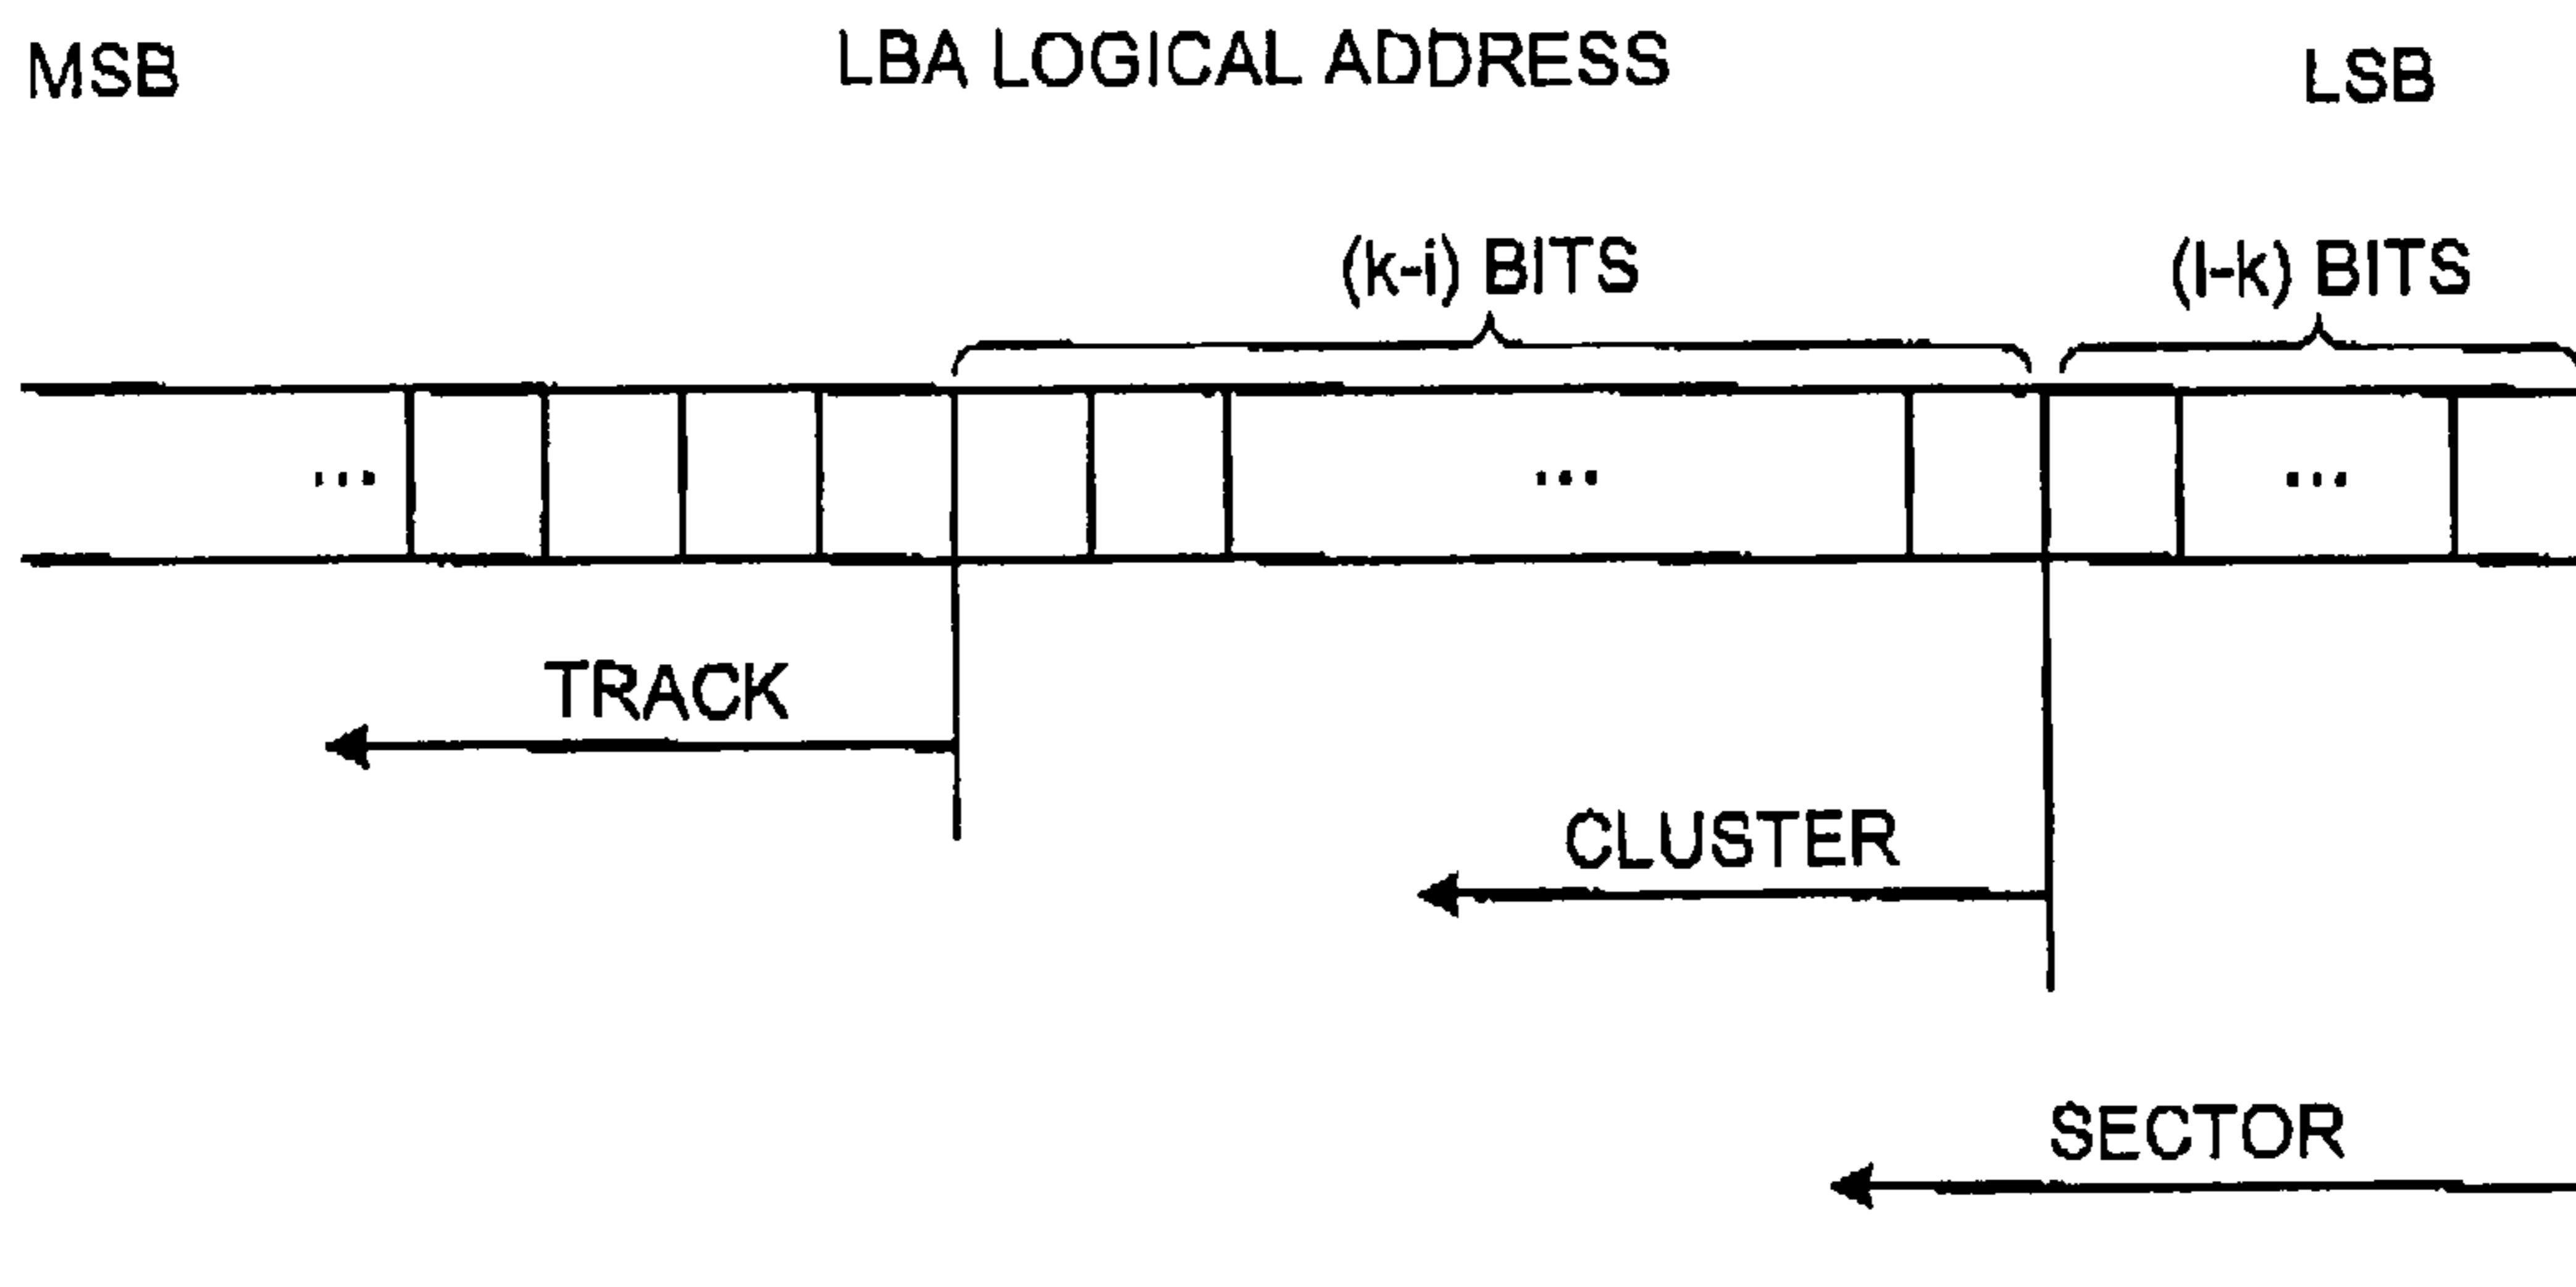 MSB LBA LOGICAL ADDRESS LSB
(k-i) BITS (l-k) BITS
... ... ...
TRACK
CLUSTER
SECTOR